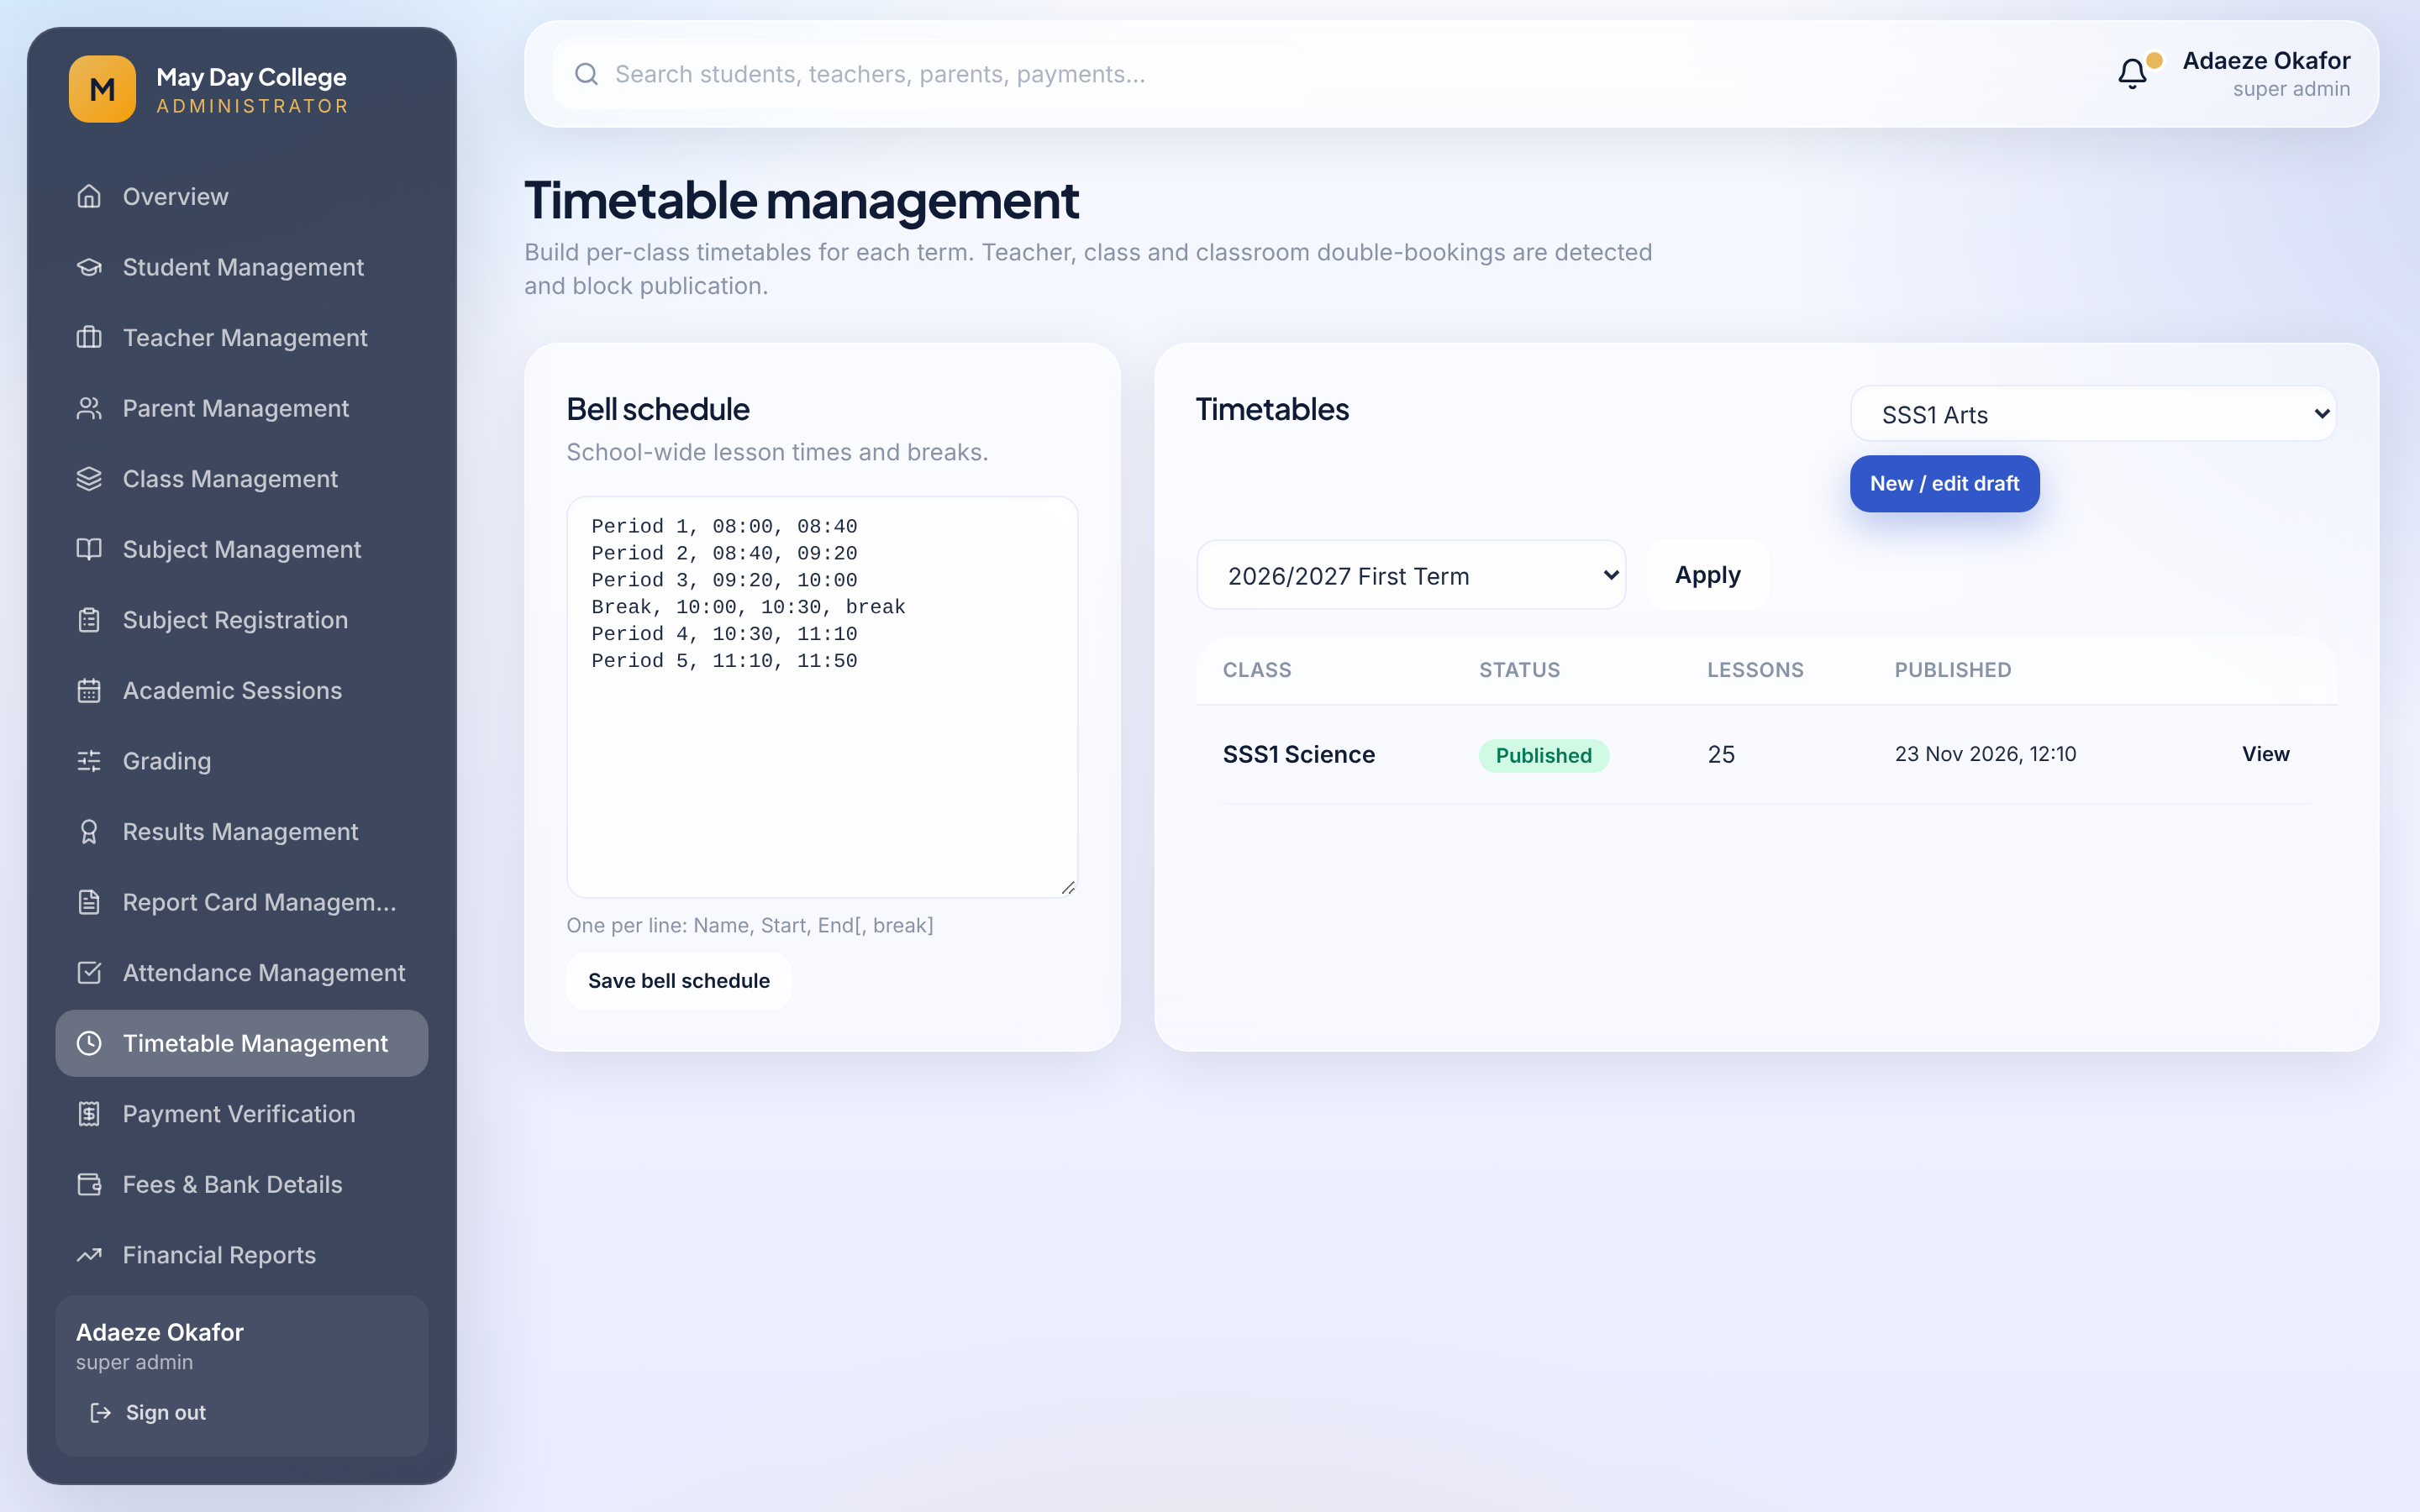 M
May Day College
ADMINISTRATOR
Overview
Student Management
Teacher Management
Parent Management
Class Management
Subject Management
Subject Registration
Academic Sessions
Grading
Results Management
Report Card Managem...
Attendance Management
Timetable Management
Payment Verification
Fees & Bank Details
Financial Reports
Adaeze Okafor
super admin
Sign out
Search students, teachers, parents, payments...
Adaeze Okafor
super admin
Timetable management
Build per-class timetables for each term. Teacher, class and classroom double-bookings are detected
and block publication.
Bell schedule
School-wide lesson times and breaks.
Period 1, 08:00, 08:40
Period 2, 08:40, 09:20
Period 3, 09:20, 10:00
Break, 10:00, 10:30, break
Period 4, 10:30, 11:10
Period 5, 11:10, 11:50
One per line: Name, Start, End[, break]
Save bell schedule
Timetables
SSS1 Arts
New / edit draft
2026/2027 First Term
Apply
CLASS STATUS LESSONS PUBLISHED
SSS1 Science Published 25 23 Nov 2026, 12:10 View